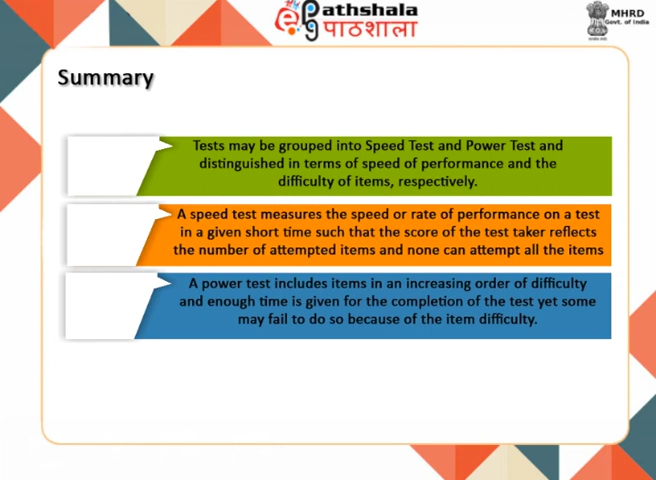 ePathshala
पाठशाला
MHRD
Govt. of India
Summary
Tests may be grouped into Speed Test and Power Test and
distinguished in terms of speed of performance and the
difficulty of items, respectively.
A speed test measures the speed or rate of performance on a test
in a given short time such that the score of the test taker reflects
the number of attempted items and none can attempt all the items
A power test includes items in an increasing order of difficulty
and enough time is given for the completion of the test yet some
may fail to do so because of the item difficulty.